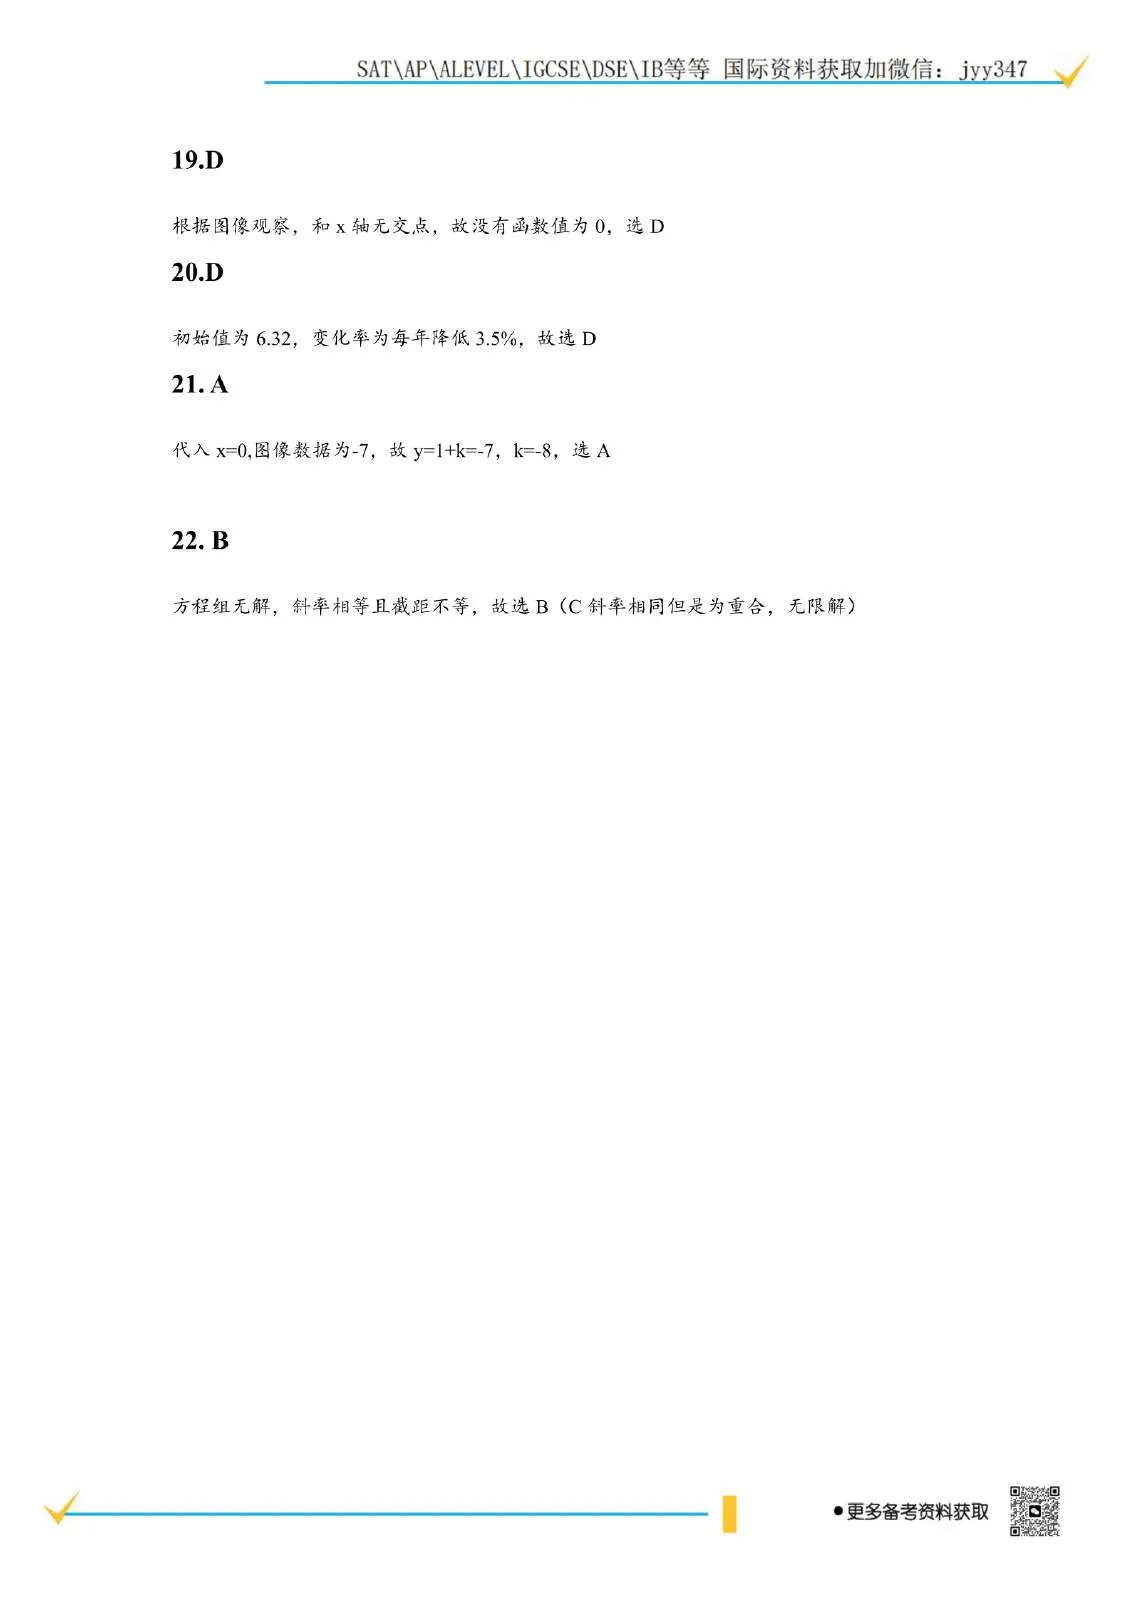 SAT\AP\ALEVEL\IGCSE\DSE\IB等等 国际资料获取加微信：jyy347
19.D
根据图像观察，和 x 轴无交点，故没有函数值为 0，选 D
20.D
初始值为 6.32，变化率为每年降低 3.5%，故选 D
21. A
代入 x=0,图像数据为-7，故 y=1+k=-7，k=-8，选 A
22. B
方程组无解，斜率相等且截距不等，故选 B（C 斜率相同但是为重合，无限解）
●更多备考资料获取